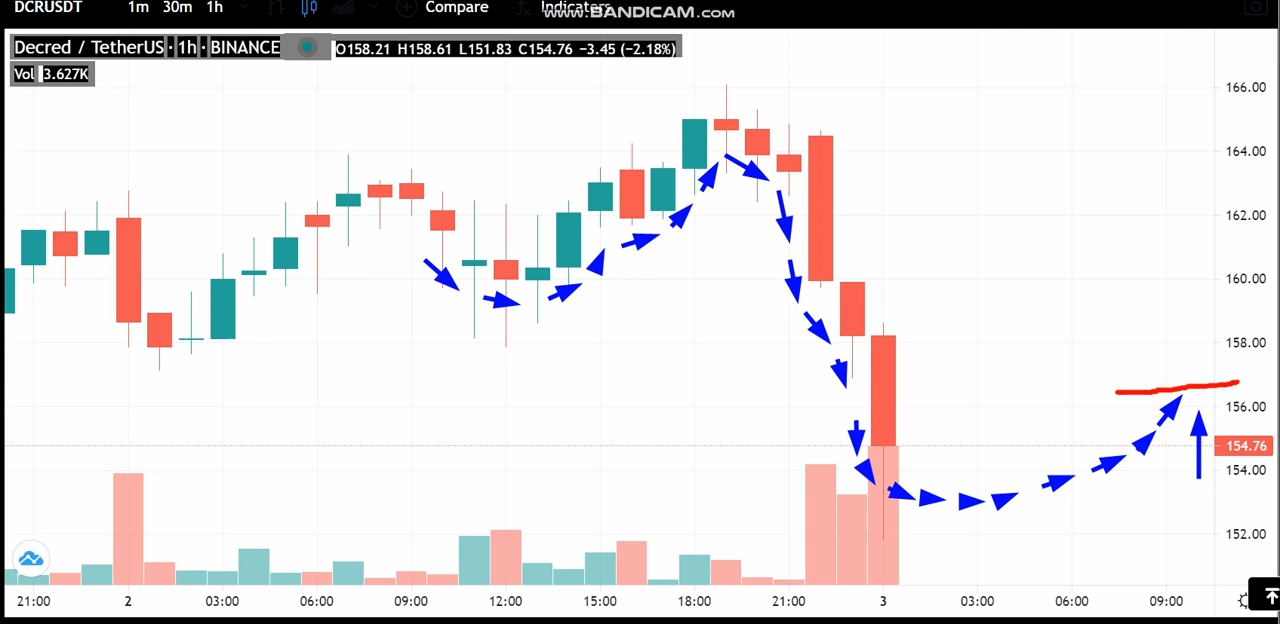 DCRUSDT 1m 30m 1h Compare Indicators
www.BANDICAM.com
Decred / TetherUS · 1h · BINANCE O158.21 H158.61 L151.83 C154.76 −3.45 (−2.18%)
Vol 3.627K
166.00
164.00
162.00
160.00
158.00
156.00
154.76
154.00
152.00
21:00 2 03:00 06:00 09:00 12:00 15:00 18:00 21:00 3 03:00 06:00 09:00